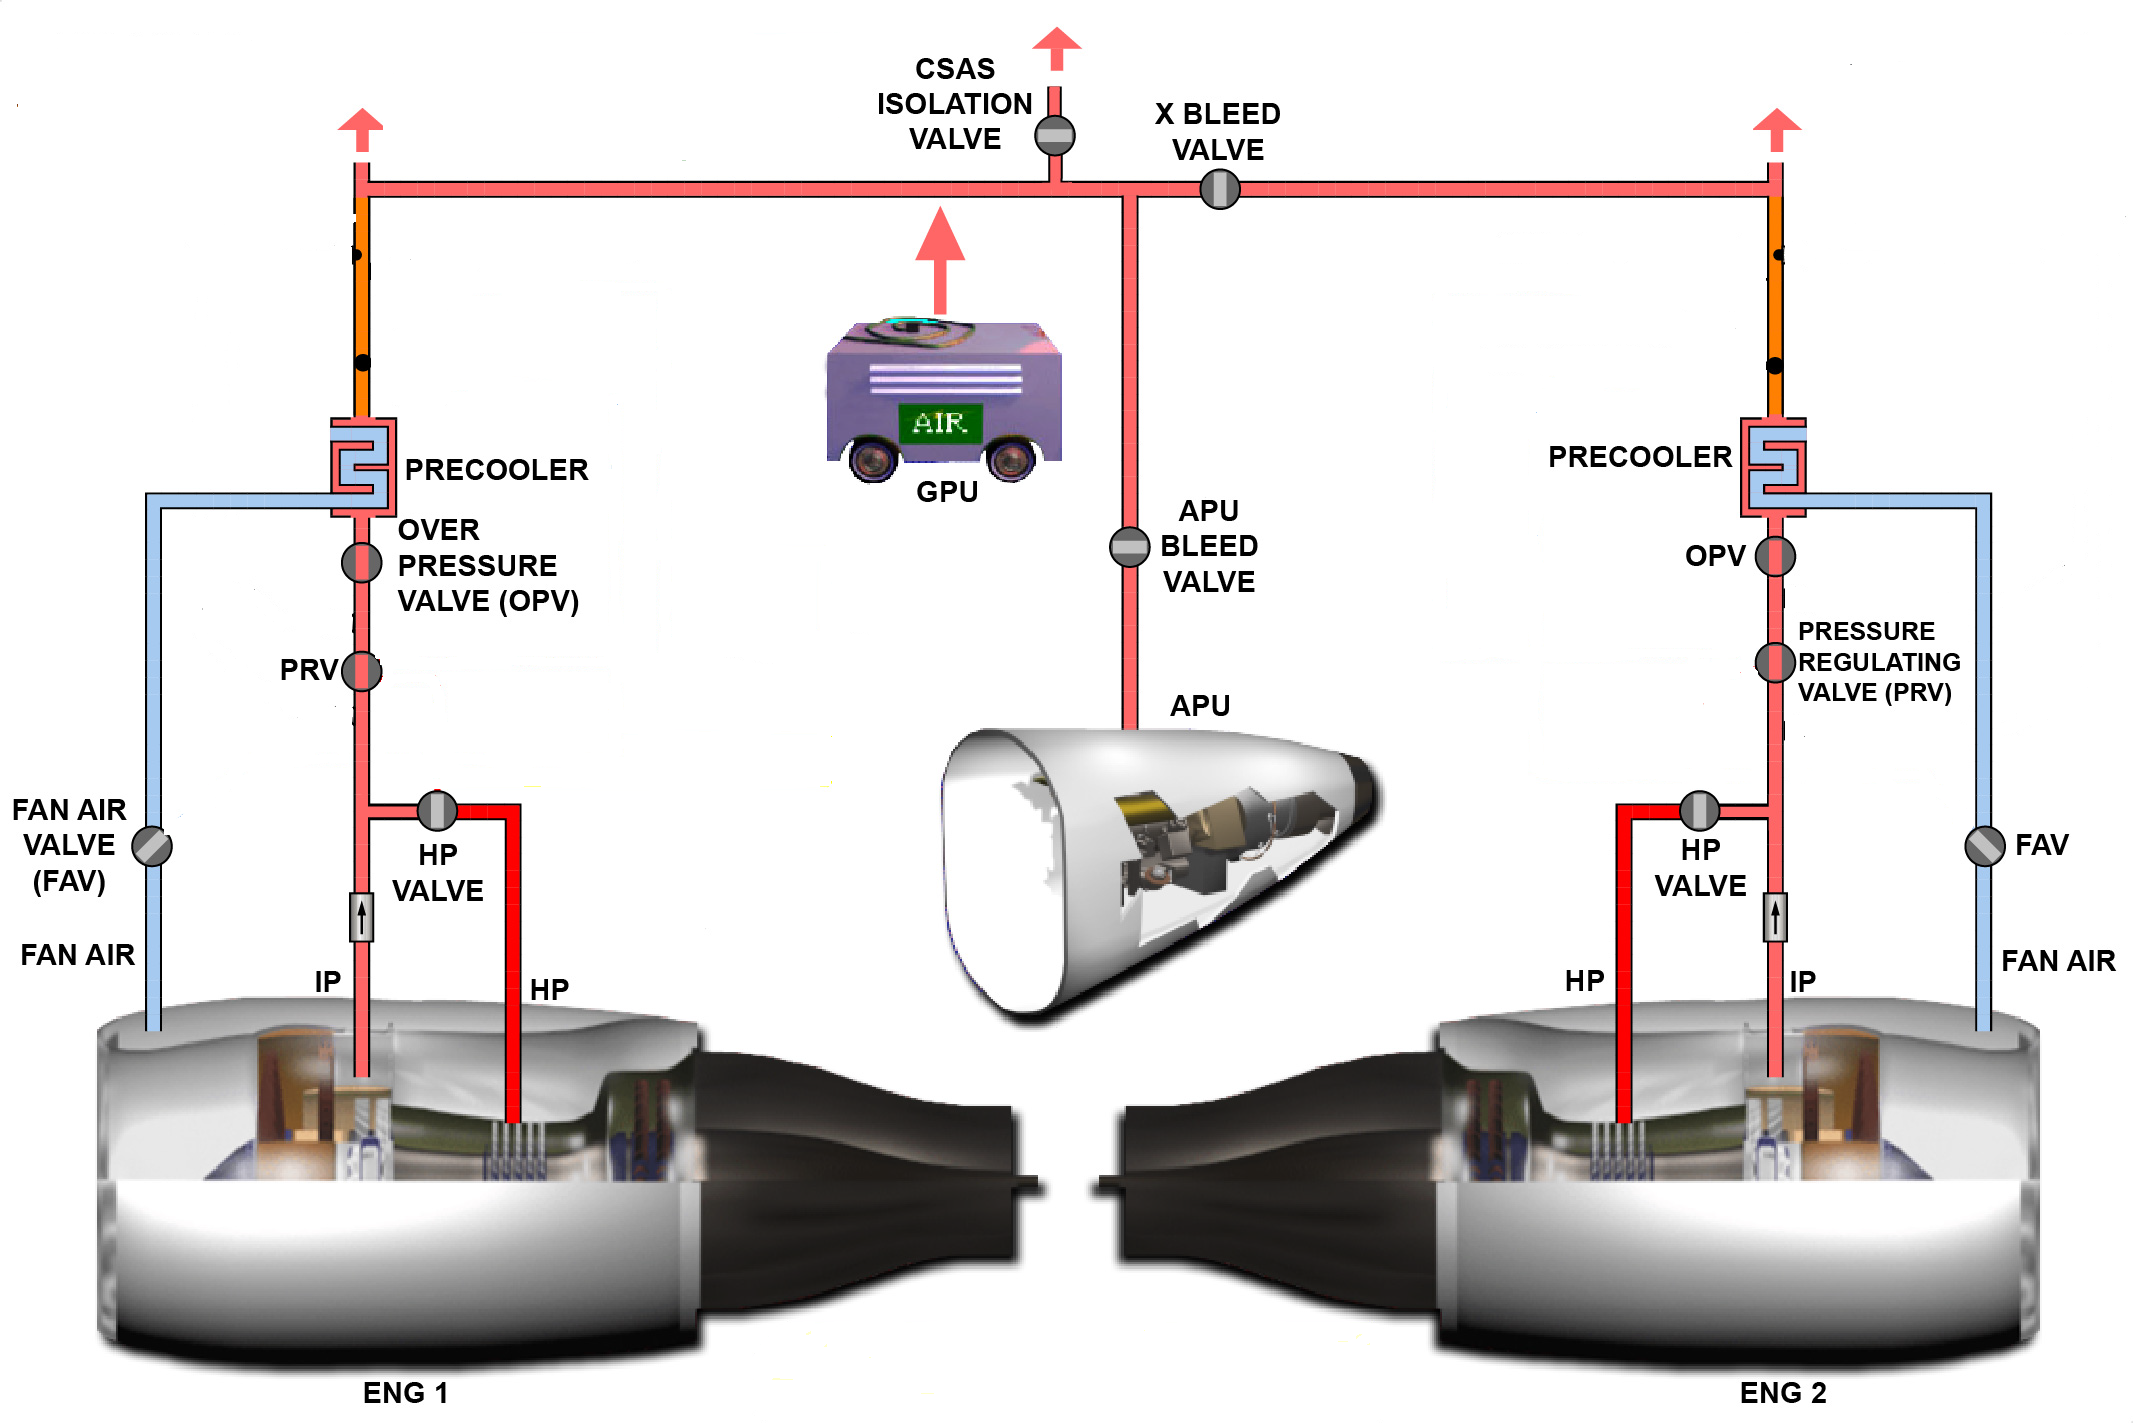 CSAS
ISOLATION
VALVE
X BLEED
VALVE
AIR
GPU
PRECOOLER
PRECOOLER
OVER
PRESSURE
VALVE (OPV)
APU
BLEED
VALVE
OPV
PRV
PRESSURE
REGULATING
VALVE (PRV)
APU
FAN AIR
VALVE
(FAV)
HP
VALVE
HP
VALVE
FAV
FAN AIR
IP
HP
HP
IP
FAN AIR
ENG 1
ENG 2